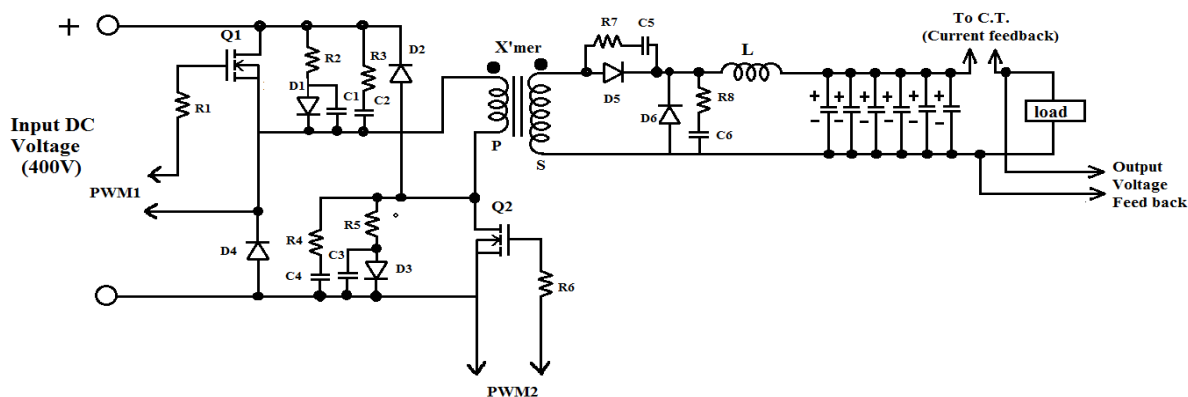 +
Q1
R1
Input DC
Voltage
(400V)
PWM1
R2
D1
C1
R3
C2
D2
D4
R4
C4
R5
C3
D3
X'mer
P
S
Q2
R6
PWM2
R7
C5
D5
D6
R8
C6
L
+ + + + + +
− − − − − −
To C.T.
(Current feedback)
load
Output
Voltage
Feed back